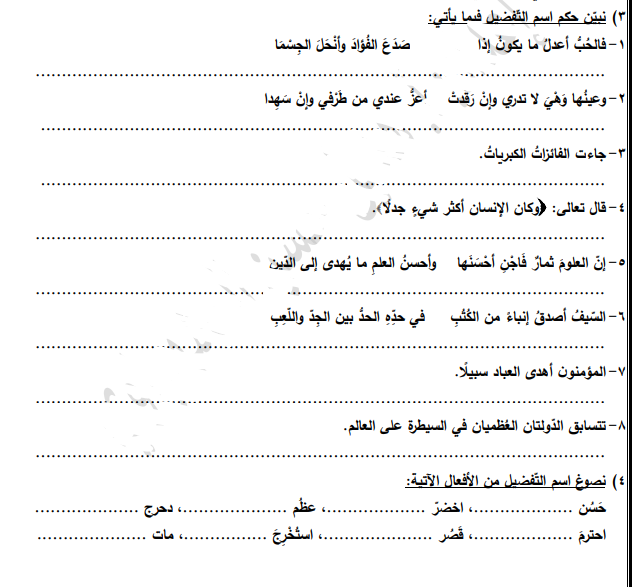 ٣) نبيّن حكم اسم التّفضيل فيما يأتي:
١- فالحُبُّ أعدلُ ما يكونُ إذا صَدَعَ الفُؤادَ وأنْحَلَ الجِسْمَا
................................................................
٢- وعينُها وَهْيَ لا تدري وإنْ رَقِدتْ أعزُّ عندي من طَرْفي وإنْ سَهِدا
................................................................
٣- جاءت الفائزاتُ الكبرياتُ.
................................................................
٤- قال تعالى: ﴿وكان الإنسان أكثر شيءٍ جدلًا﴾.
................................................................
٥- إنّ العلومَ ثمارٌ فَاجْنِ أحْسَنَها وأحسنُ العلمِ ما يُهدى إلى الدّين
................................................................
٦- السّيفُ أصدقُ إنباءً من الكُتُبِ في حدِّهِ الحدُّ بين الجِدِّ واللّعِبِ
................................................................
٧- المؤمنون أهدى العباد سبيلًا.
................................................................
٨- تتسابق الدّولتان العُظميان في السيطرة على العالم.
................................................................
٤) نصوغ اسم التّفضيل من الأفعال الآتية:
حَسُن ....................، اخضرّ ....................، عظُم ....................، دحرج ....................
احترمَ ....................، قَصُر ....................، استُخْرِجَ ....................، مات ....................